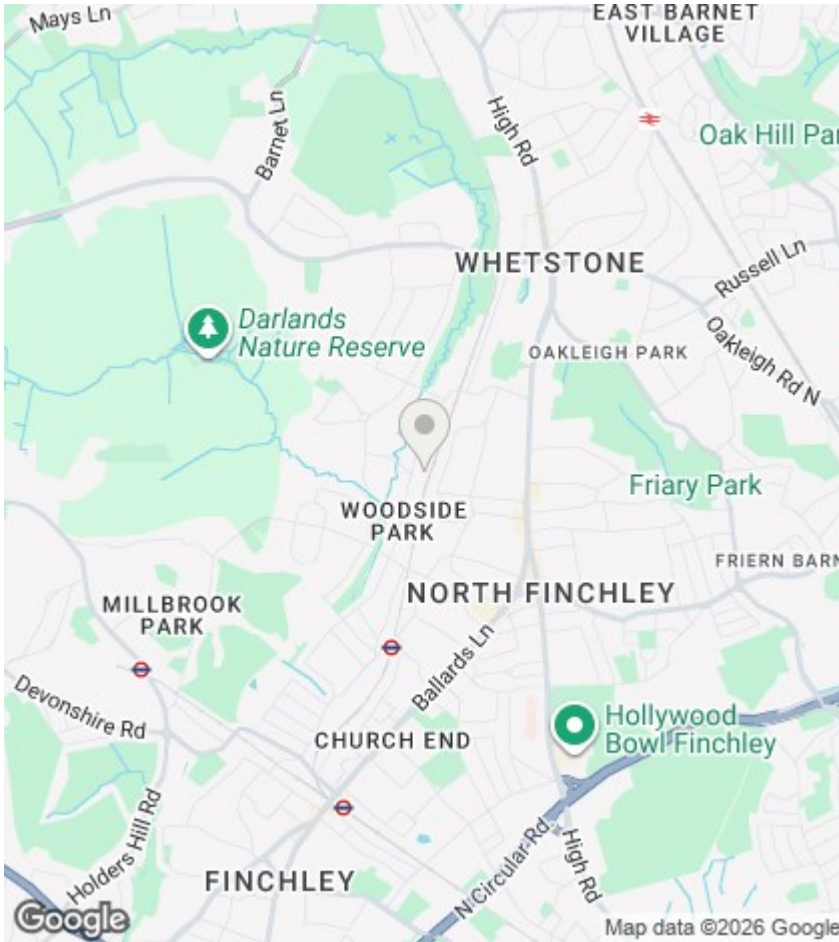 Mays Ln
EAST BARNET
VILLAGE
High Rd
Barnet Ln
Oak Hill Par
WHETSTONE
Russell Ln
Darlands
Nature Reserve
OAKLEIGH PARK
Oakleigh Rd N
Friary Park
WOODSIDE
PARK
FRIERN BARN
NORTH FINCHLEY
MILLBROOK
PARK
Ballards Ln
Devonshire Rd
Hollywood
Bowl Finchley
CHURCH END
Holders Hill Rd
N Circular Rd
High Rd
FINCHLEY
Google
Map data ©2026 Google